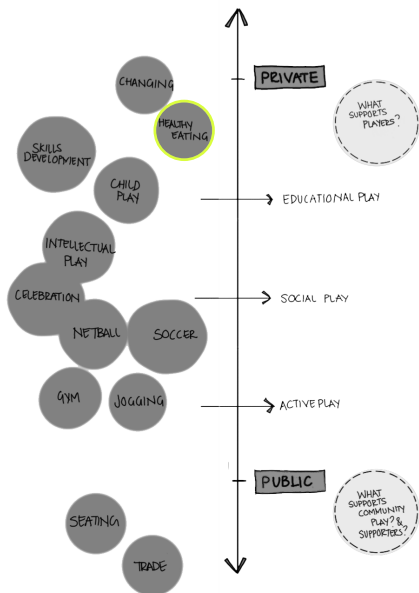 CHANGING
PRIVATE
HEALTHY
EATING
WHAT
SUPPORTS
PLAYERS?
SKILLS
DEVELOPMENT
CHILD
PLAY
EDUCATIONAL PLAY
INTELLECTUAL
PLAY
CELEBRATION
SOCIAL PLAY
NETBALL
SOCCER
GYM
JOGGING
ACTIVE PLAY
PUBLIC
WHAT
SUPPORTS
COMMUNITY
PLAY? &
SUPPORTERS?
SEATING
TRADE